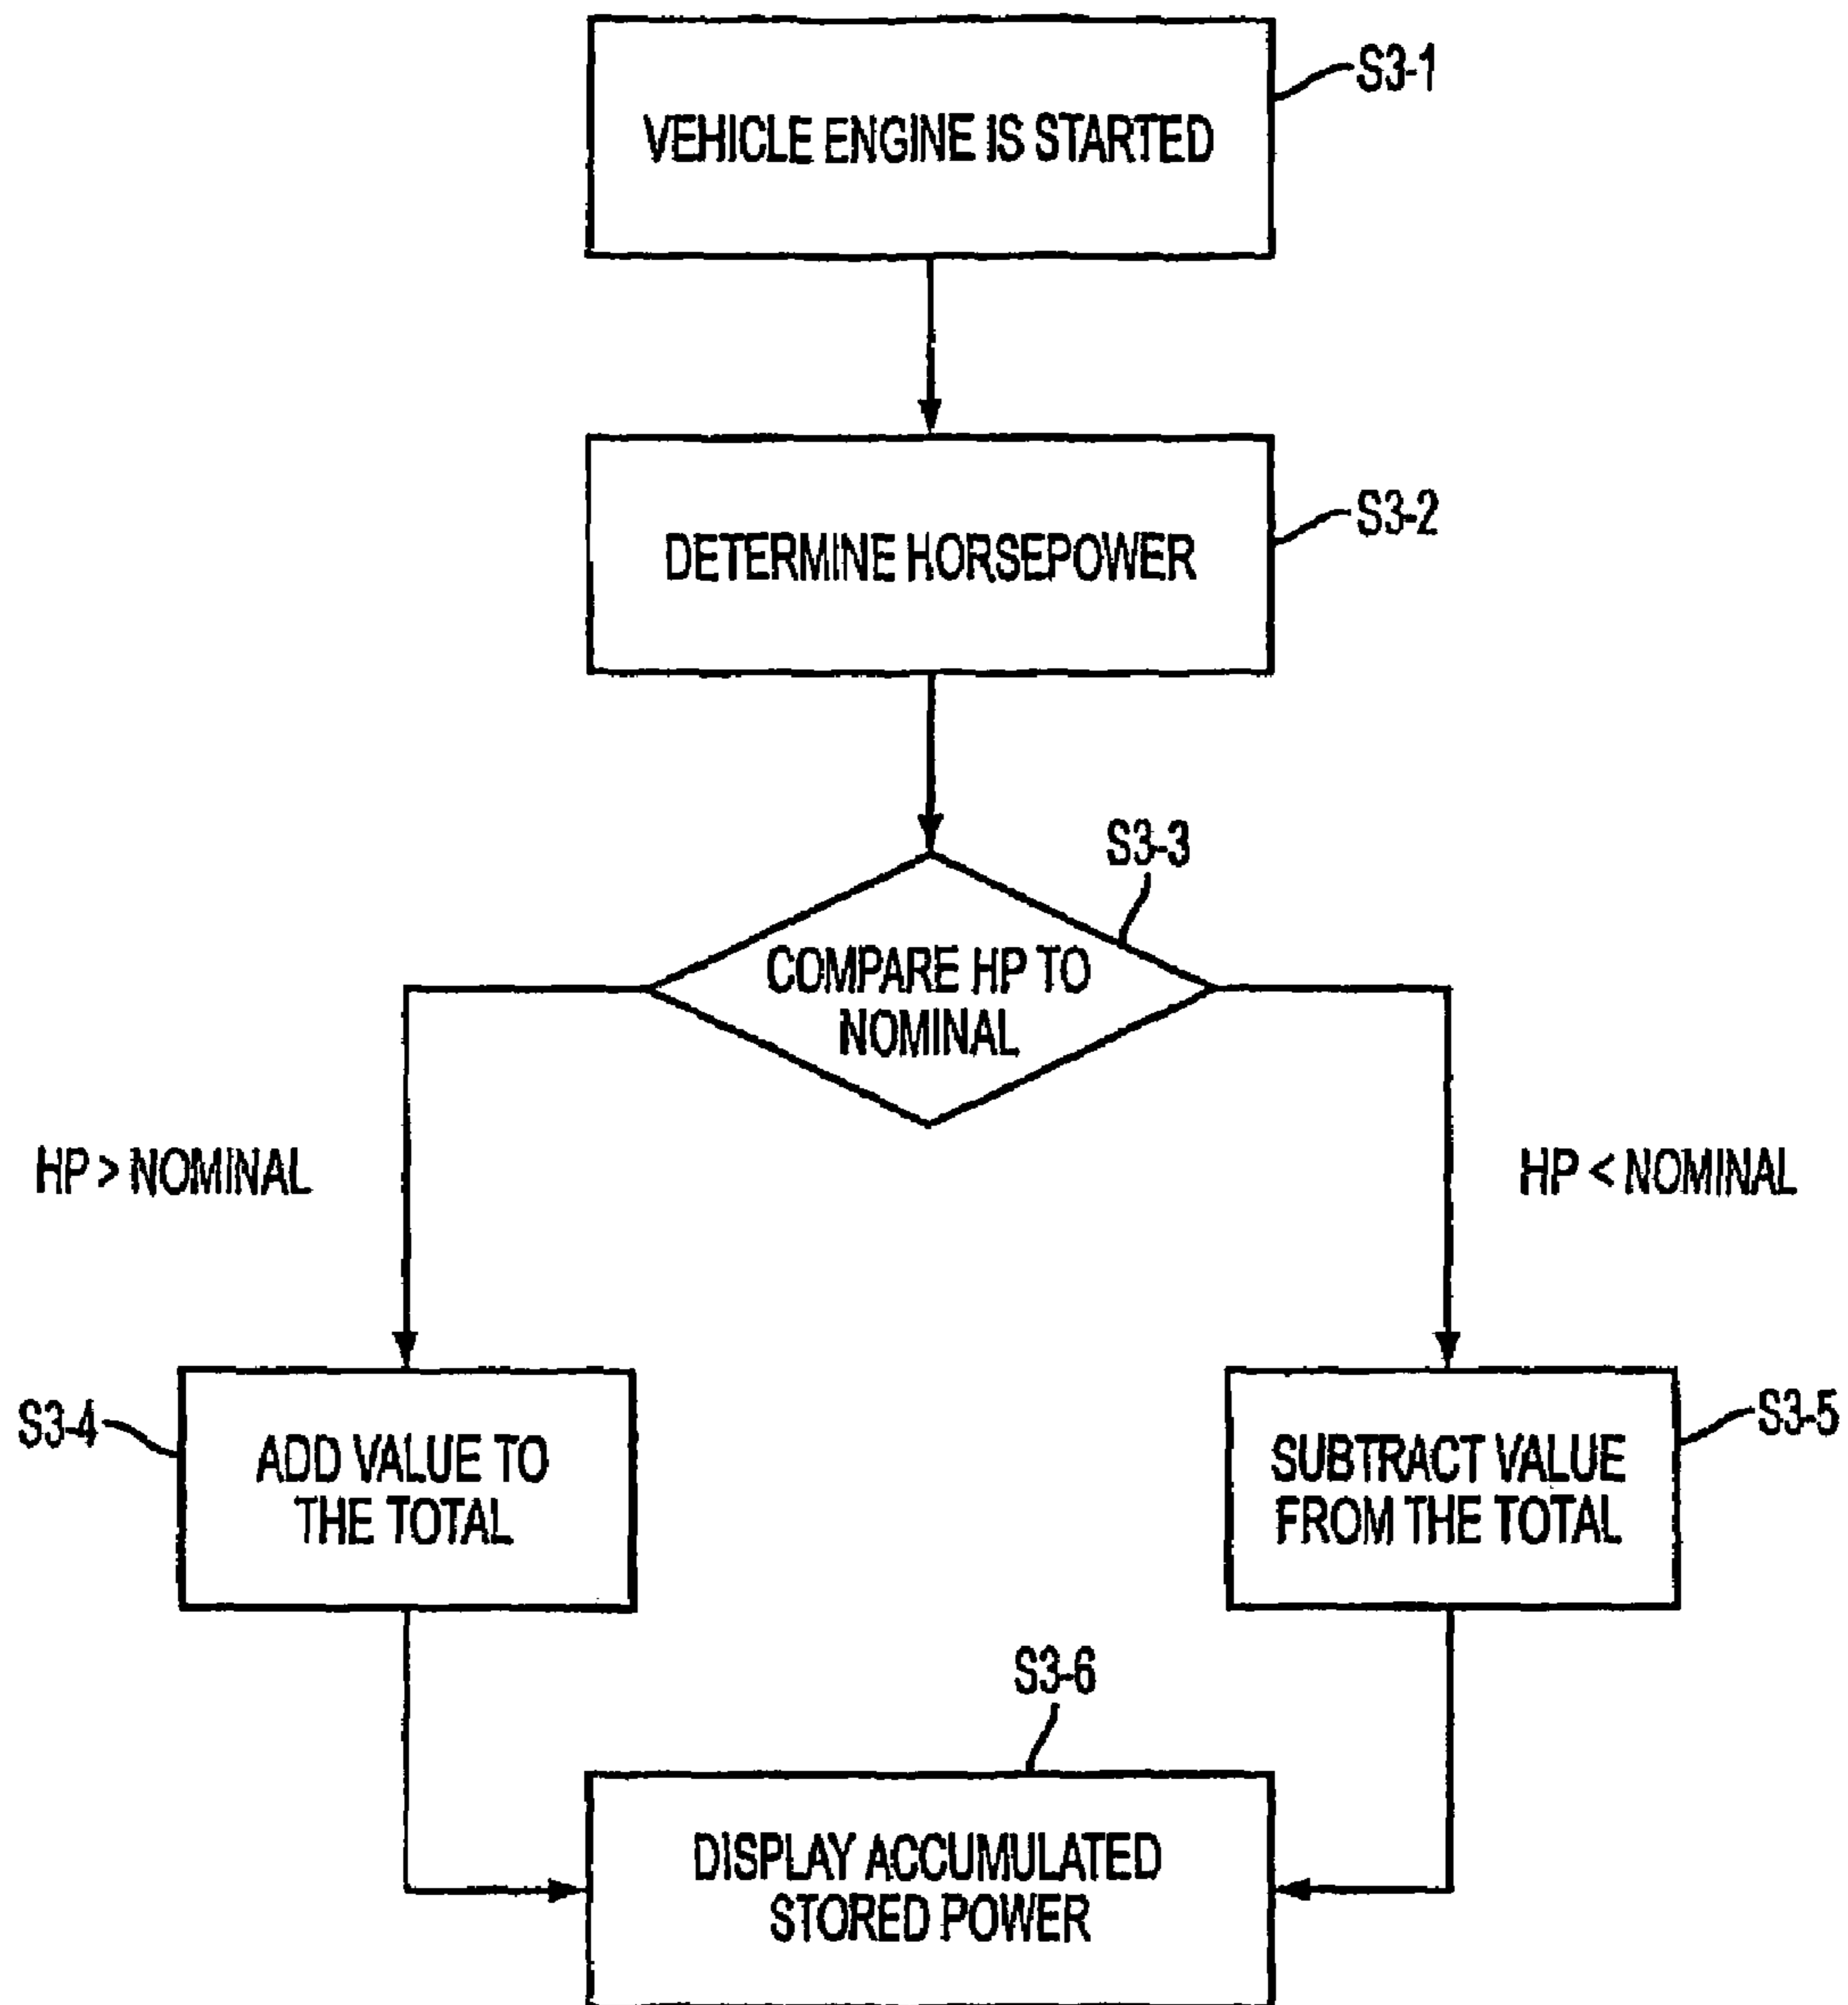 S3-1
VEHICLE ENGINE IS STARTED
S3-2
DETERMINE HORSEPOWER
S3-3
COMPARE HP TO
NOMINAL
HP > NOMINAL
HP < NOMINAL
S3-4
ADD VALUE TO
THE TOTAL
S3-5
SUBTRACT VALUE
FROM THE TOTAL
S3-6
DISPLAY ACCUMULATED
STORED POWER